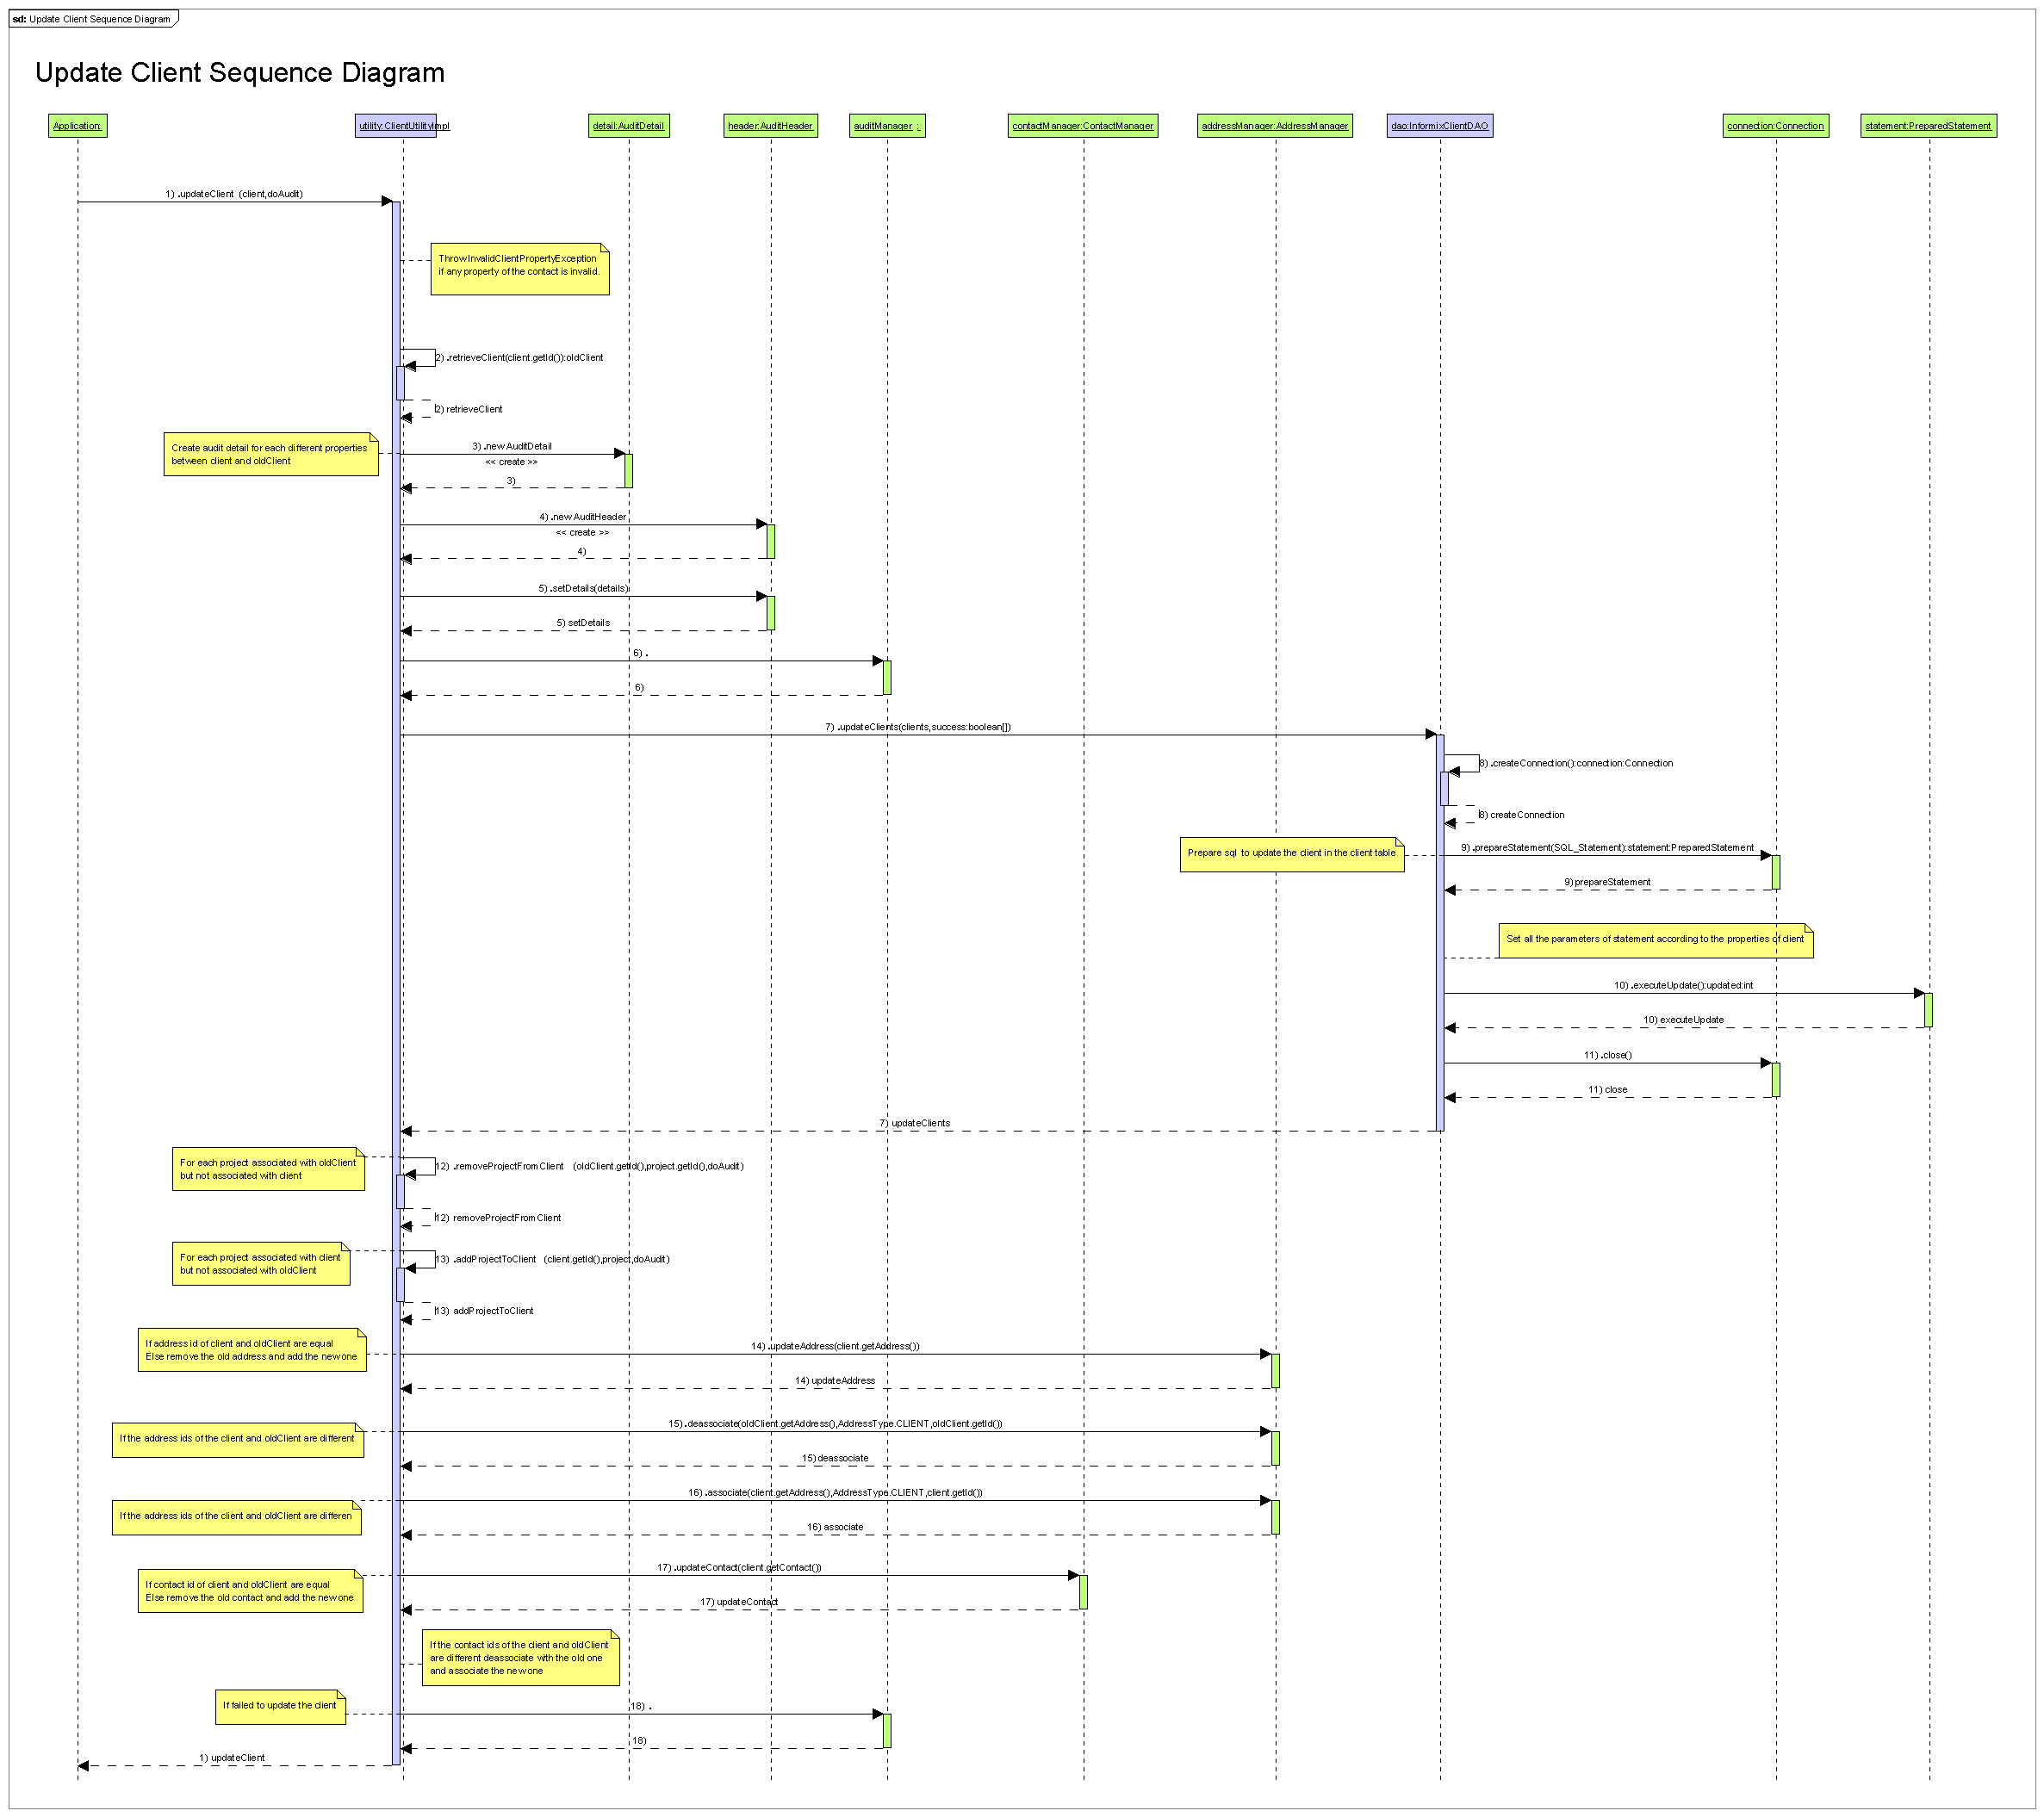 sd: Update Client Sequence Diagram
Update Client Sequence Diagram
Application:
utility:ClientUtilityImpl
detail:AuditDetail
header:AuditHeader
auditManager :
contactManager:ContactManager
addressManager:AddressManager
dao:InformixClientDAO
connection:Connection
statement:PreparedStatement
1) .updateClient (client,doAudit)
Throw InvalidClientPropertyException
if any property of the contact is invalid.
2) .retrieveClient(client.getId()):oldClient
2) retrieveClient
Create audit detail for each different properties
between client and oldClient
3) .new AuditDetail
<< create >>
3)
4) .new AuditHeader
<< create >>
4)
5) .setDetails(details)
5) setDetails
6) .
6)
7) .updateClients(clients,success:boolean[])
8) .createConnection():connection:Connection
8) createConnection
Prepare sql to update the client in the client table
9) .prepareStatement(SQL_Statement):statement:PreparedStatement
9) prepareStatement
Set all the parameters of statement according to the properties of client
10) .executeUpdate():updated:int
10) executeUpdate
11) .close()
11) close
7) updateClients
For each project associated with oldClient
but not associated with client
12) .removeProjectFromClient (oldClient.getId(),project.getId(),doAudit)
12) removeProjectFromClient
For each project associated with client
but not associated with oldClient
13) .addProjectToClient (client.getId(),project,doAudit)
13) addProjectToClient
If address id of client and oldClient are equal
Else remove the old address and add the new one
14) .updateAddress(client.getAddress())
14) updateAddress
If the address ids of the client and oldClient are different
15) .deassociate(oldClient.getAddress(),AddressType.CLIENT,oldClient.getId())
15) deassociate
If the address ids of the client and oldClient are differen
16) .associate(client.getAddress(),AddressType.CLIENT,client.getId())
16) associate
If contact id of client and oldClient are equal
Else remove the old contact and add the new one
17) .updateContact(client.getContact())
17) updateContact
If the contact ids of the client and oldClient
are different deassociate with the old one
and associate the new one
If failed to update the client
18) .
18)
1) updateClient